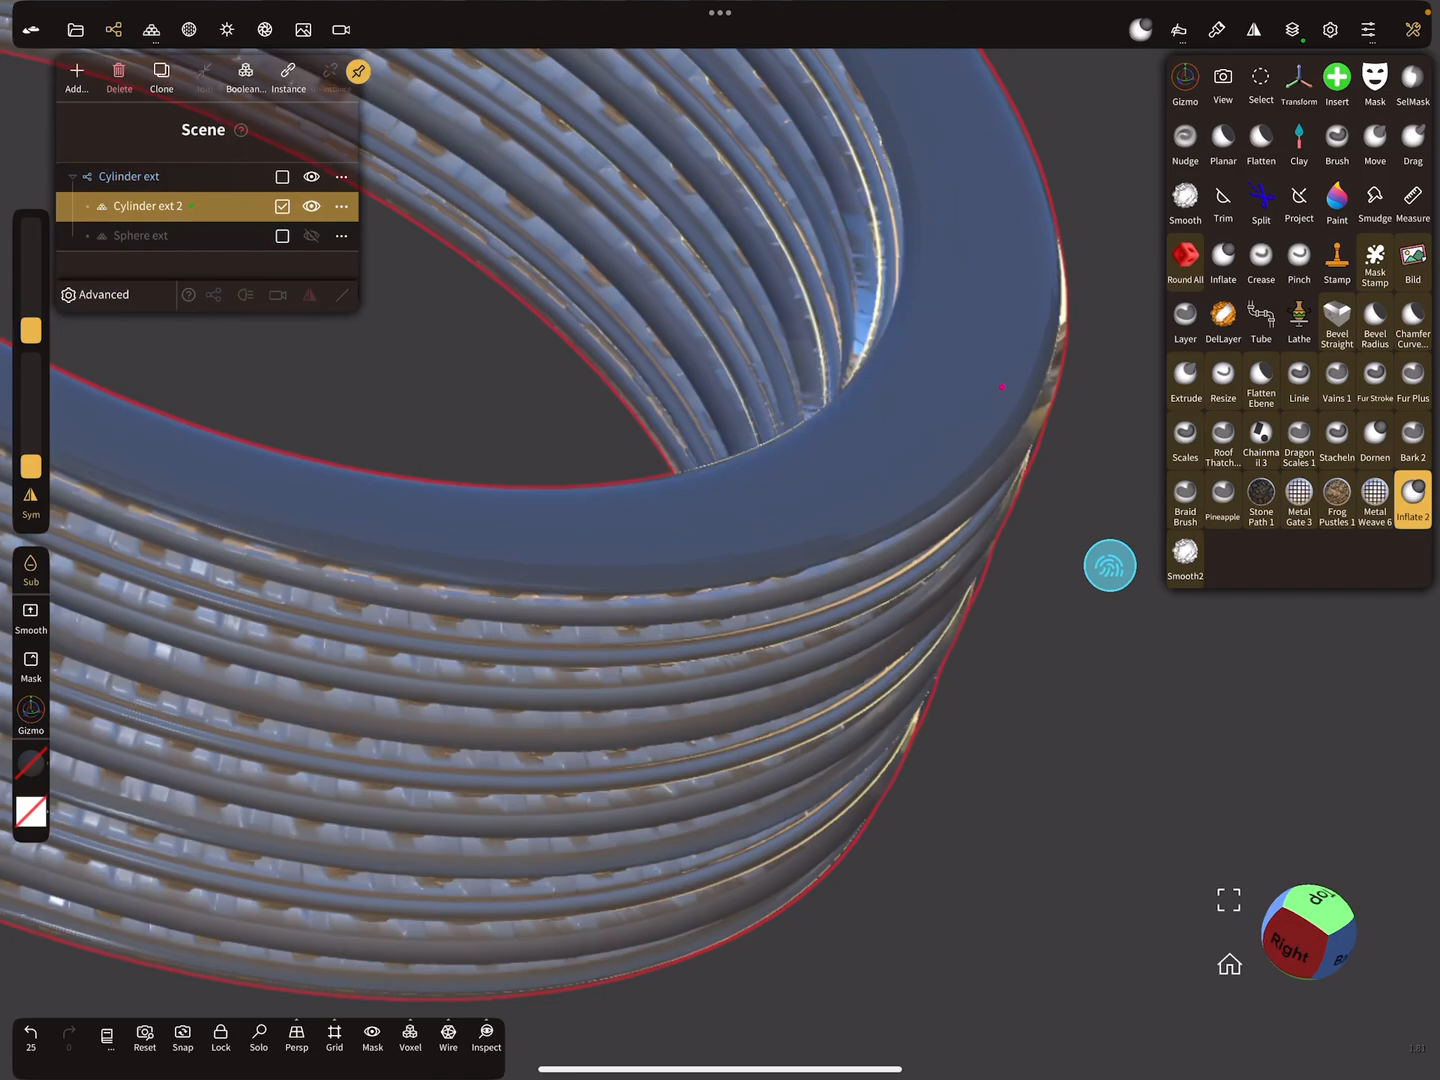 Add...
Delete
Clone
Boolean...
Instance
Scene
Cylinder ext
Cylinder ext 2
Sphere ext
Advanced
Sym
Sub
Smooth
Mask
Gizmo
Gizmo View Select Transform Insert Mask SelMask
Nudge Planar Flatten Clay Brush Move Drag
Smooth Trim Split Project Paint Smudge Measure
Round All Inflate Crease Pinch Stamp Mask Stamp Bild
Layer DelLayer Tube Lathe Bevel Straight Bevel Radius Chamfer Curve...
Extrude Resize Flatten Ebene Linie Vains 1 Fur Stroke Fur Plus
Scales Roof Thatch... Chainma il 3 Dragon Scales 1 Stacheln Dornen Bark 2
Braid Brush Pineapple Stone Path 1 Metal Gate 3 Frog Pustles 1 Metal Weave 6 Inflate 2
Smooth2
Top
Right
25 0 ... Reset Snap Lock Solo Persp Grid Mask Voxel Wire Inspect
1.81